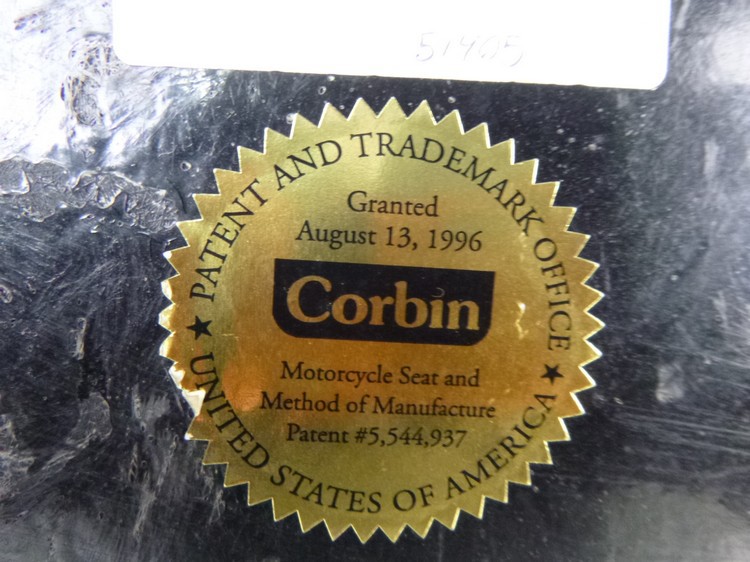 51405
PATENT AND TRADEMARK OFFICE
Granted
August 13, 1996
Corbin
Motorcycle Seat and
Method of Manufacture
Patent #5,544,937
★ UNITED STATES OF AMERICA ★